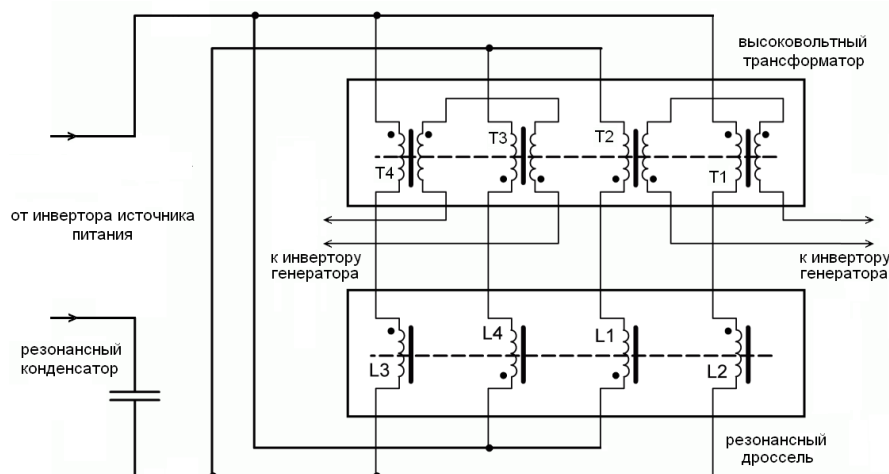 высоковольтный
трансформатор
T4
T3
T2
T1
от инвертора источника
питания
к инвертору
генератора
к инвертору
генератора
резонансный
конденсатор
L3
L4
L1
L2
резонансный
дроссель